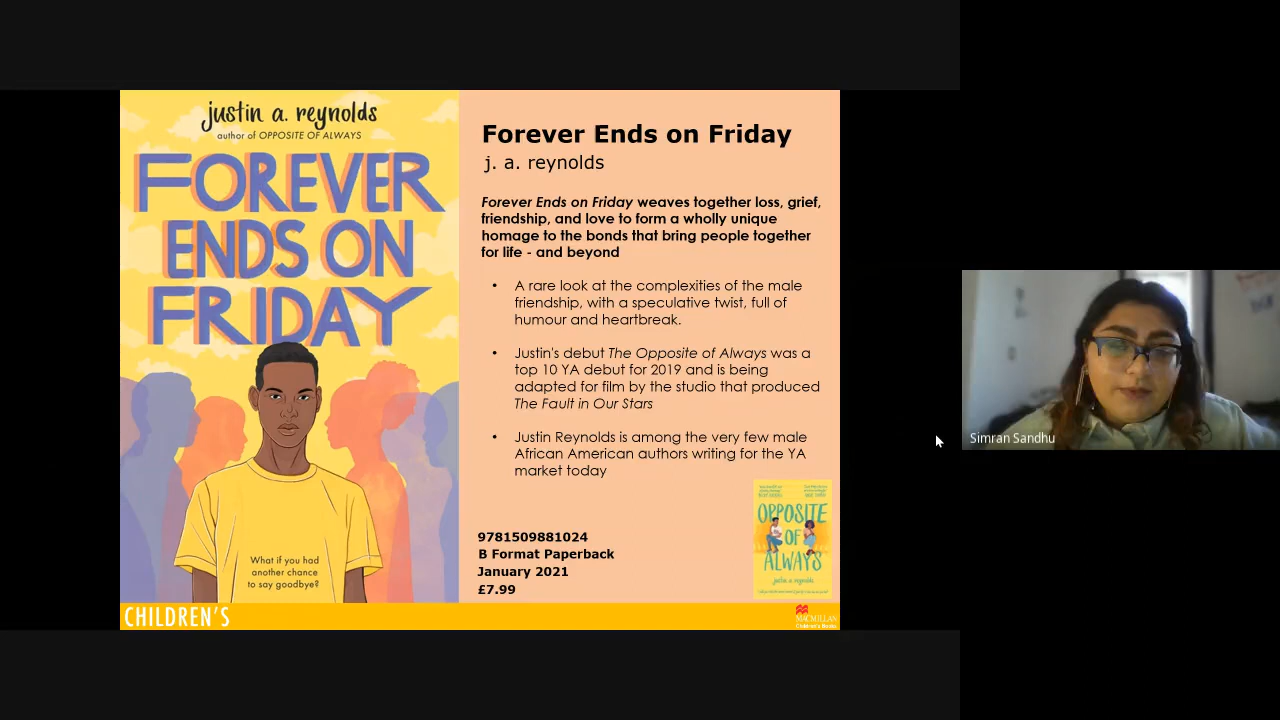 justin a. reynolds
author of OPPOSITE OF ALWAYS
FOREVER
ENDS ON
FRIDAY
What if you had
another chance
to say goodbye?
Forever Ends on Friday
j. a. reynolds
Forever Ends on Friday weaves together loss, grief,
friendship, and love to form a wholly unique
homage to the bonds that bring people together
for life - and beyond
• A rare look at the complexities of the male
friendship, with a speculative twist, full of
humour and heartbreak.
• Justin's debut The Opposite of Always was a
top 10 YA debut for 2019 and is being
adapted for film by the studio that produced
The Fault in Our Stars
• Justin Reynolds is among the very few male
African American authors writing for the YA
market today
9781509881024
B Format Paperback
January 2021
£7.99
OPPOSITE
OF
ALWAYS
justin a. reynolds
CHILDREN'S
MACMILLAN
Children's Books
Simran Sandhu